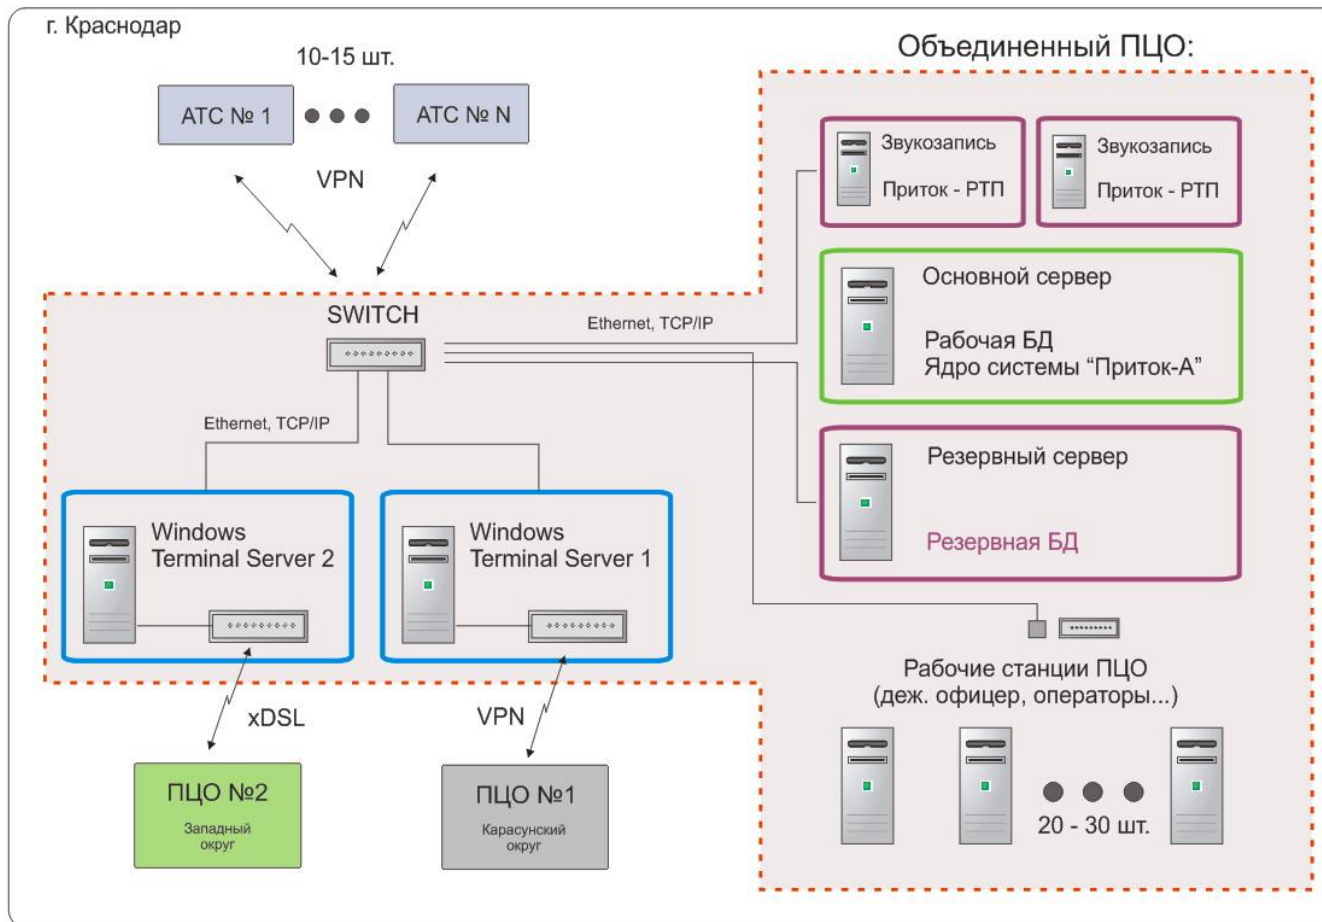 г. Краснодар
10-15 шт.
АТС № 1
АТС № N
VPN
Объединенный ПЦО:
Звукозапись
Приток - РТП
Звукозапись
Приток - РТП
Основной сервер
Рабочая БД
Ядро системы “Приток-А”
SWITCH
Ethernet, TCP/IP
Ethernet, TCP/IP
Резервный сервер
Резервная БД
Windows
Terminal Server 2
Windows
Terminal Server 1
Рабочие станции ПЦО
(деж. офицер, операторы...)
20 - 30 шт.
xDSL
VPN
ПЦО №2
Западный
округ
ПЦО №1
Карасунский
округ